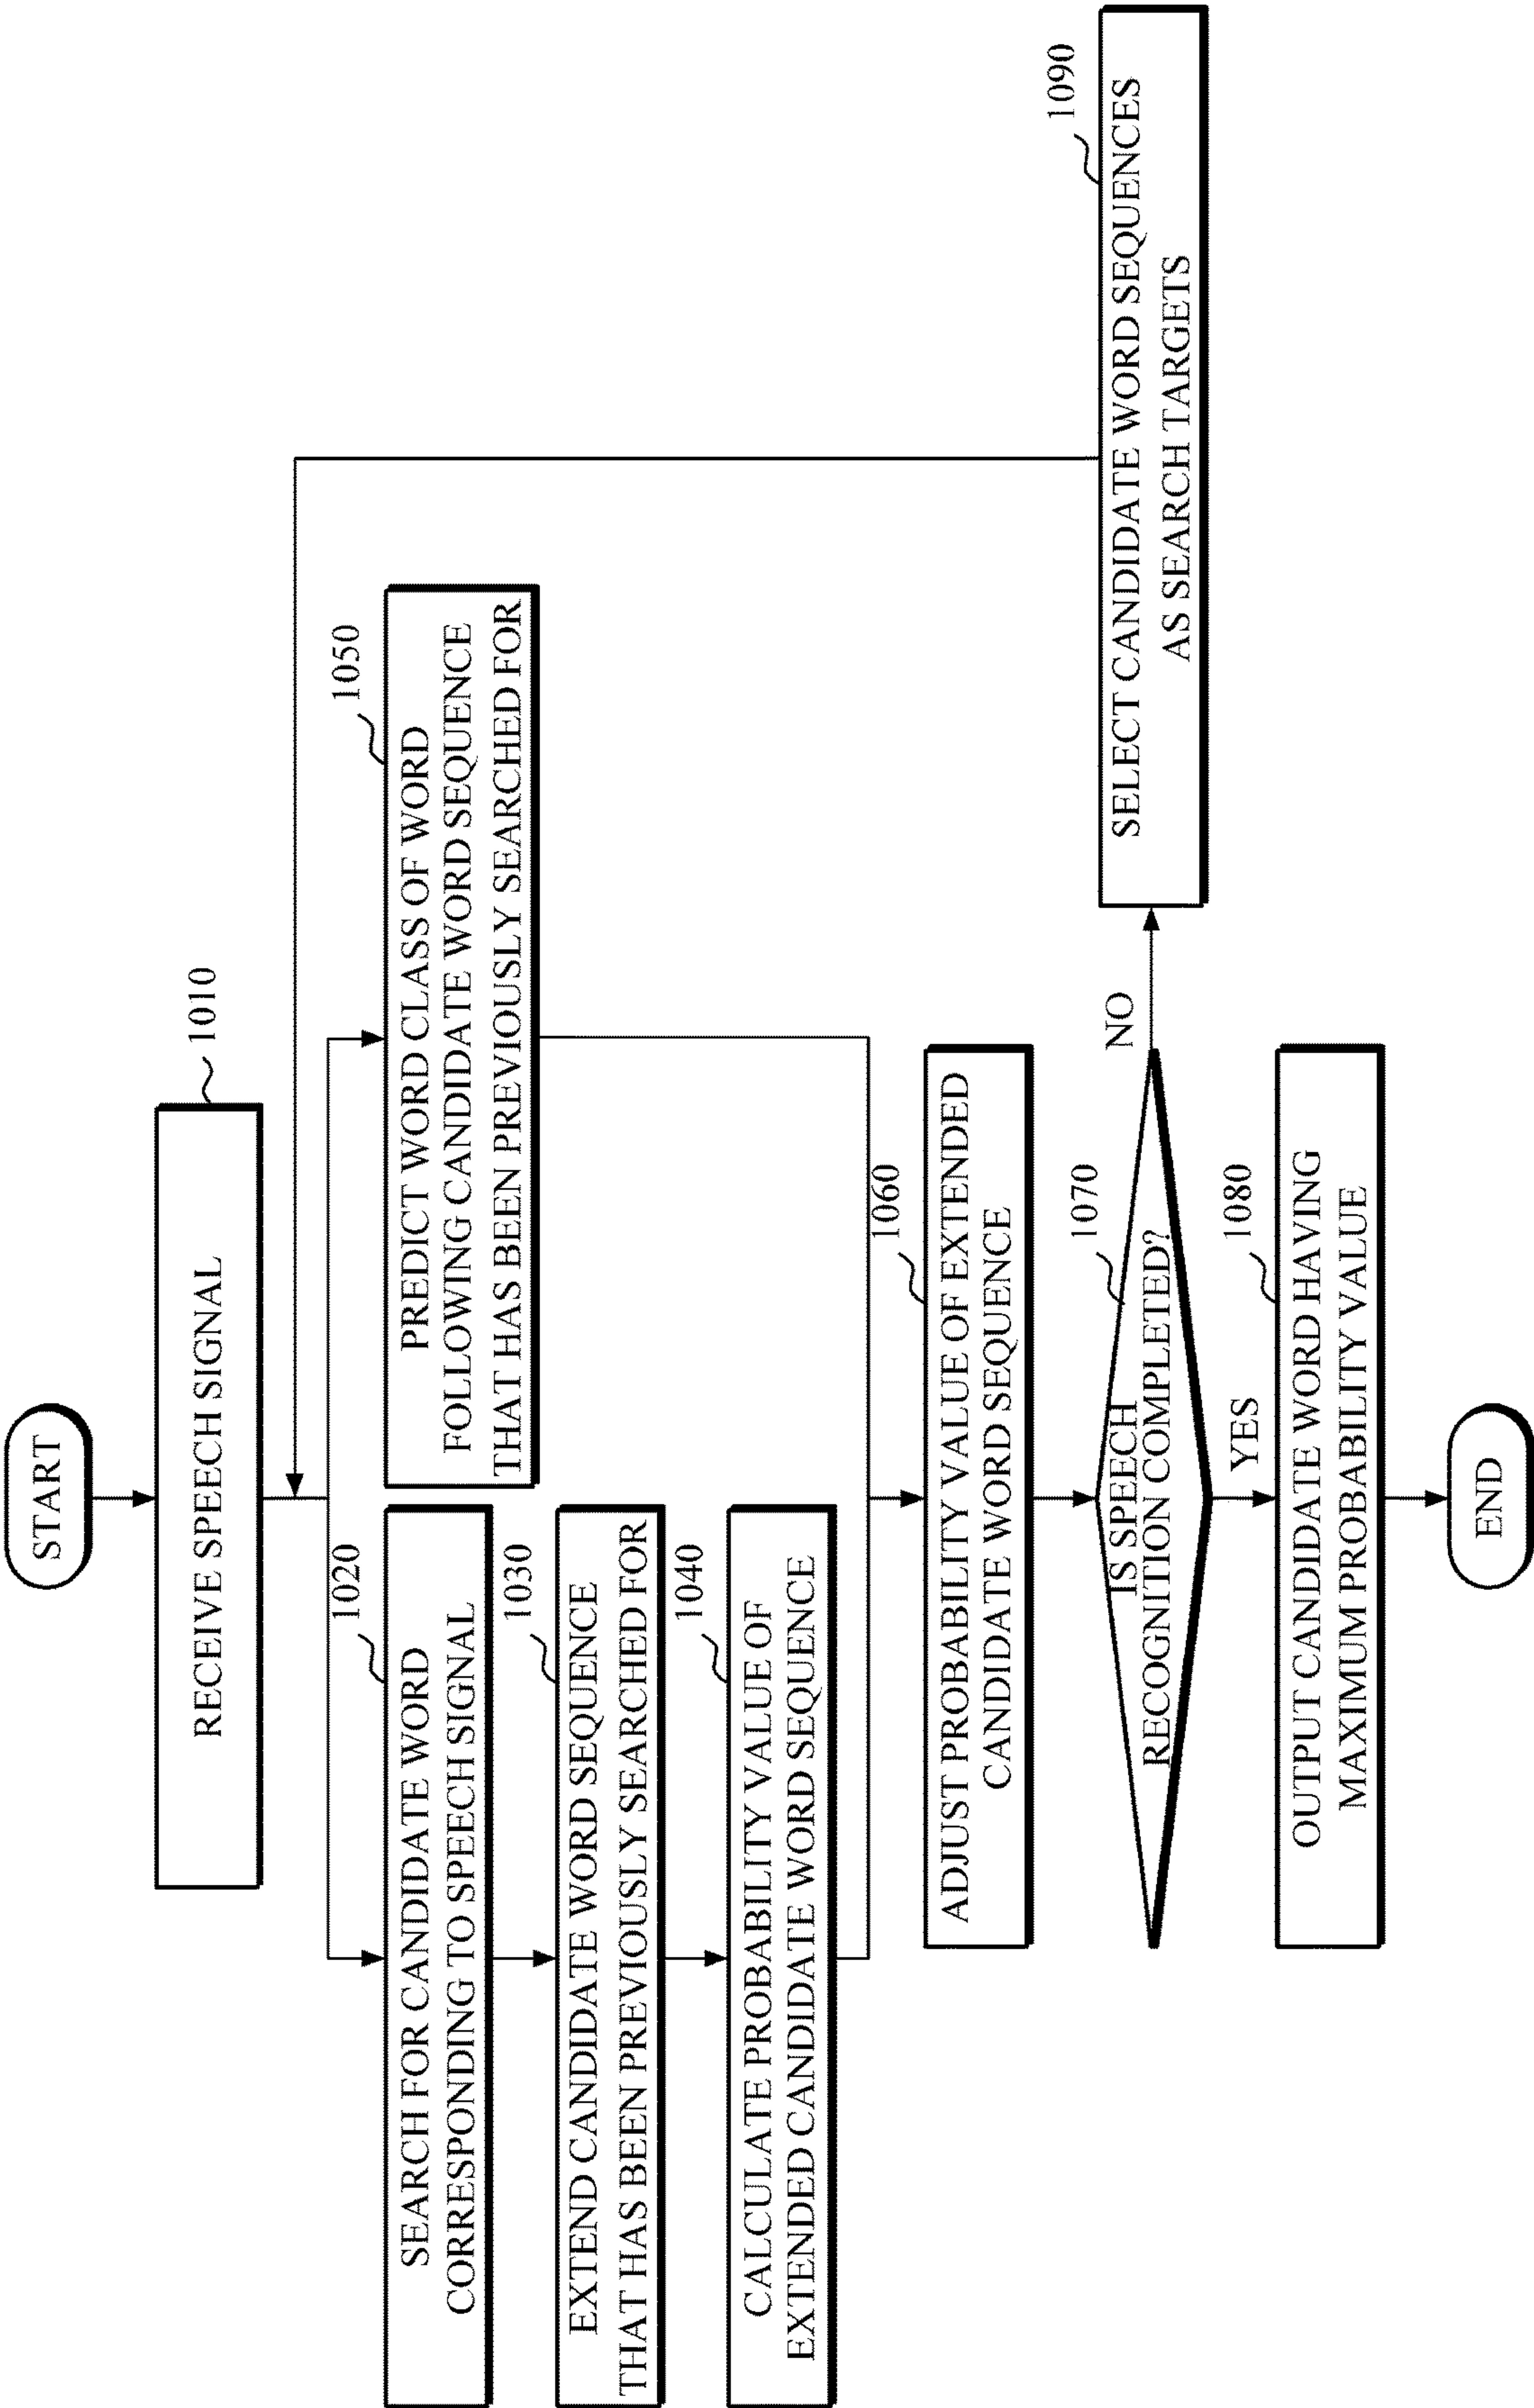 START
1010
RECEIVE SPEECH SIGNAL
1020
SEARCH FOR CANDIDATE WORD
CORRESPONDING TO SPEECH SIGNAL
1030
EXTEND CANDIDATE WORD SEQUENCE
THAT HAS BEEN PREVIOUSLY SEARCHED FOR
1040
CALCULATE PROBABILITY VALUE OF
EXTENDED CANDIDATE WORD SEQUENCE
1050
PREDICT WORD CLASS OF WORD
FOLLOWING CANDIDATE WORD SEQUENCE
THAT HAS BEEN PREVIOUSLY SEARCHED FOR
1060
ADJUST PROBABILITY VALUE OF EXTENDED
CANDIDATE WORD SEQUENCE
1070
IS SPEECH
RECOGNITION COMPLETED?
NO
1090
SELECT CANDIDATE WORD SEQUENCES
AS SEARCH TARGETS
YES
1080
OUTPUT CANDIDATE WORD HAVING
MAXIMUM PROBABILITY VALUE
END